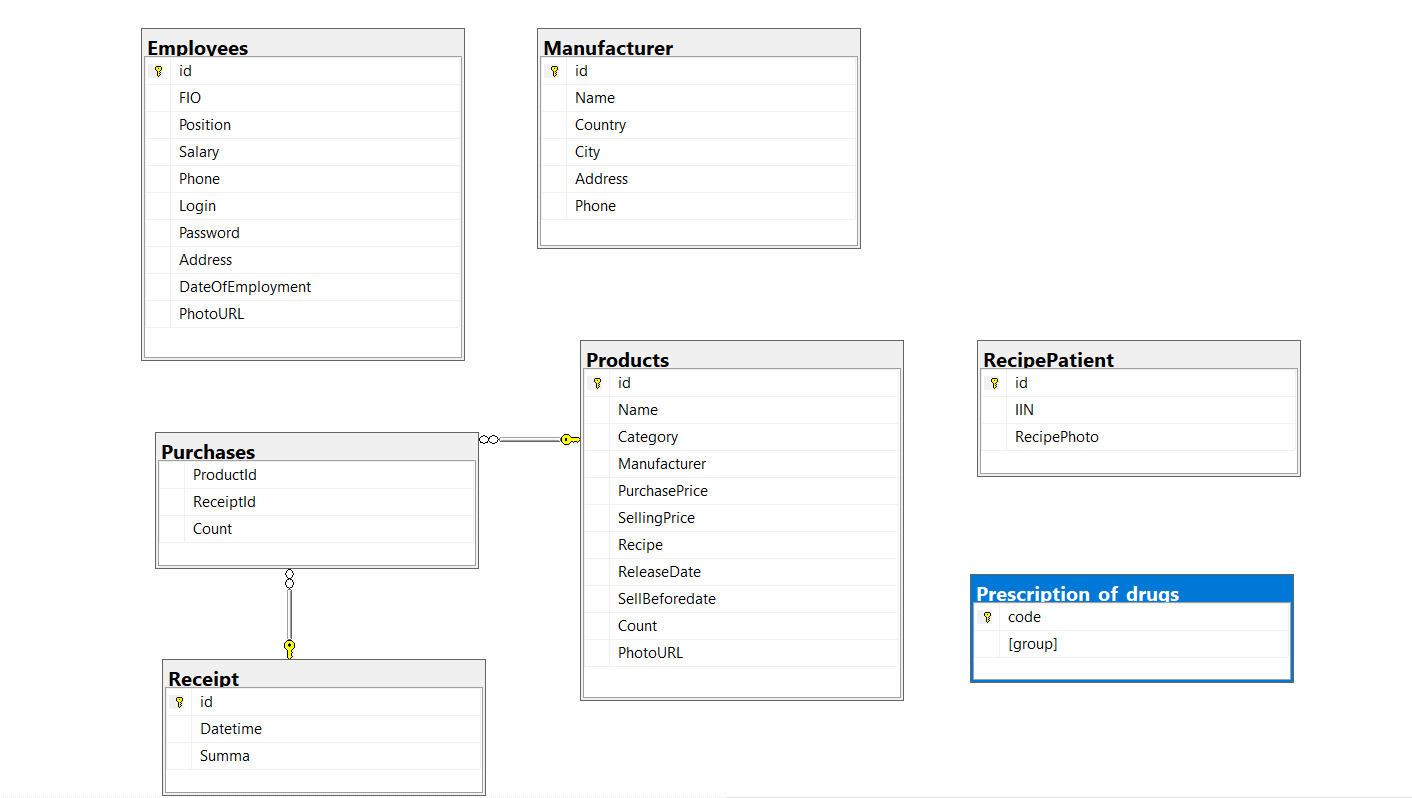 Employees
id
FIO
Position
Salary
Phone
Login
Password
Address
DateOfEmployment
PhotoURL
Manufacturer
id
Name
Country
City
Address
Phone
Products
id
Name
Category
Manufacturer
PurchasePrice
SellingPrice
Recipe
ReleaseDate
SellBeforedate
Count
PhotoURL
RecipePatient
id
IIN
RecipePhoto
Purchases
ProductId
ReceiptId
Count
Prescription_of_drugs
code
[group]
Receipt
id
Datetime
Summa